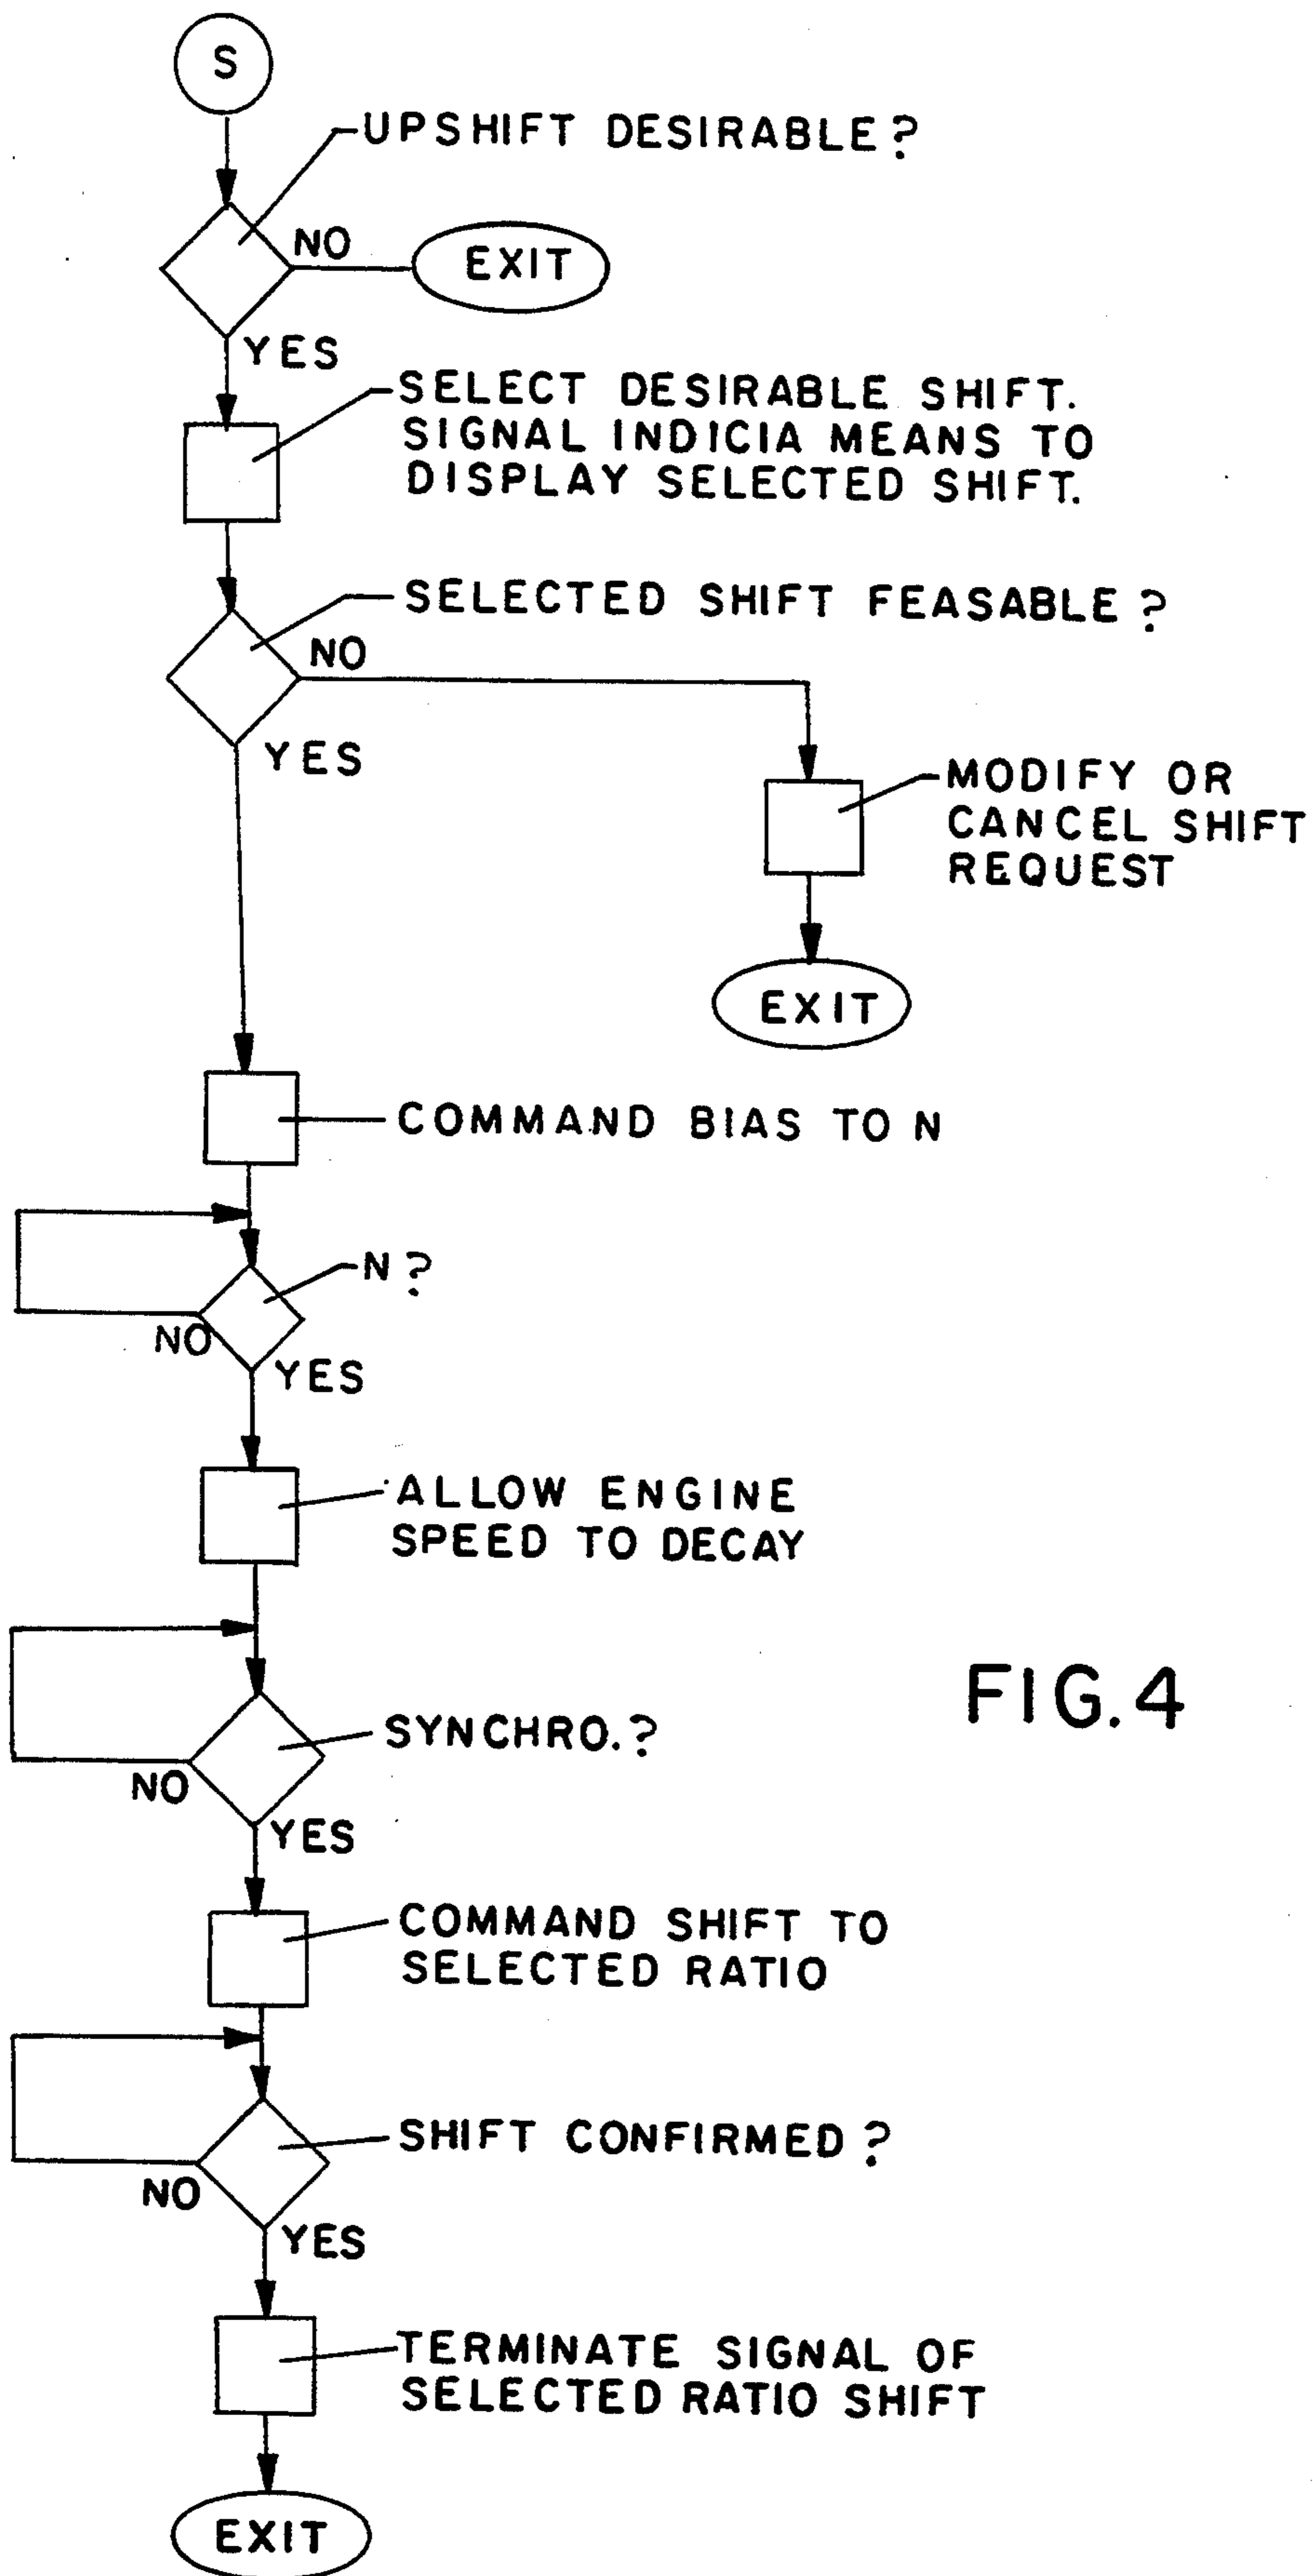 S
UPSHIFT DESIRABLE?
NO
EXIT
YES
SELECT DESIRABLE SHIFT.
SIGNAL INDICIA MEANS TO
DISPLAY SELECTED SHIFT.
SELECTED SHIFT FEASABLE?
NO
YES
MODIFY OR
CANCEL SHIFT
REQUEST
EXIT
COMMAND BIAS TO N
N?
NO
YES
ALLOW ENGINE
SPEED TO DECAY
SYNCHRO.?
NO
YES
FIG. 4
COMMAND SHIFT TO
SELECTED RATIO
SHIFT CONFIRMED?
NO
YES
TERMINATE SIGNAL OF
SELECTED RATIO SHIFT
EXIT